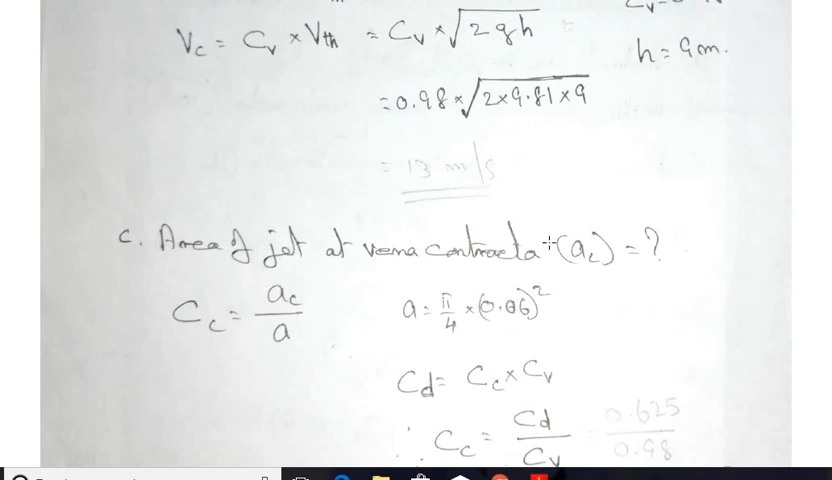 Vc = Cv × Vth = Cv × √2gh
h = 9m.
= 0.98 × √2×9.81×9
= 13 m/s
c. Area of jet at vena contracta (ac) = ?
Cc = ac/a
a = π/4 × (0.06)²
Cd = Cc × Cv
∴ Cc = Cd/Cv = 0.625/0.98